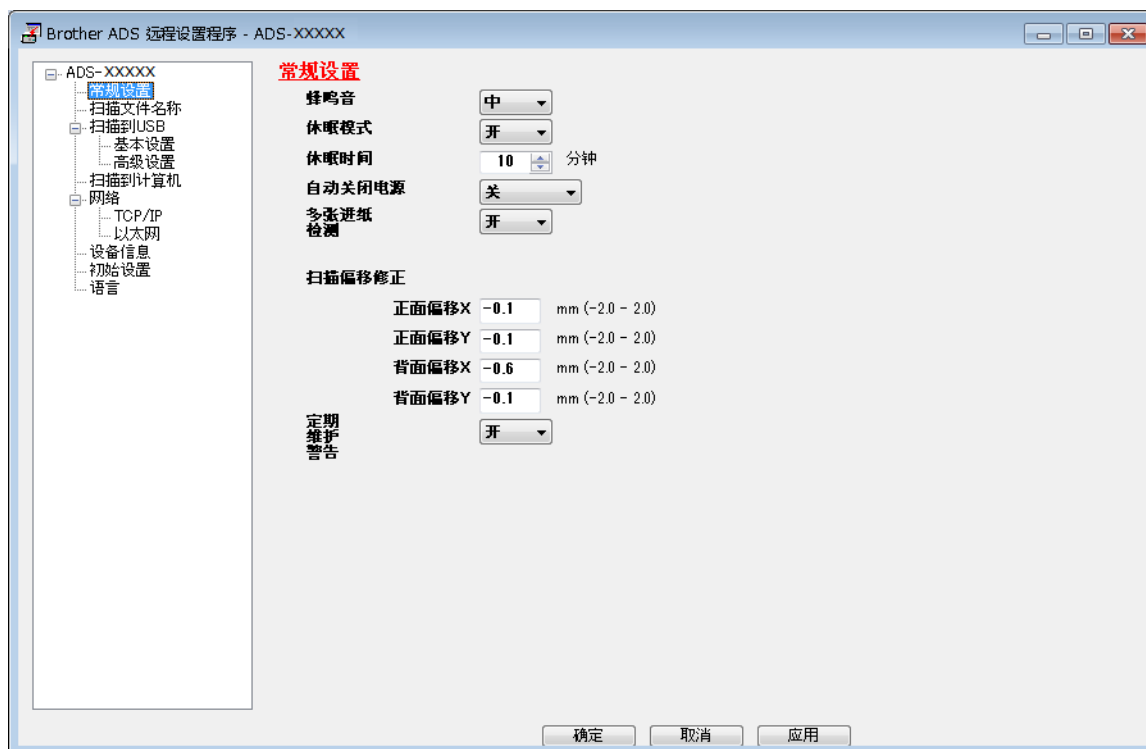 Brother ADS 远程设置程序 - ADS-XXXXX
ADS-XXXXX
常规设置
扫描文件名称
扫描到USB
基本设置
高级设置
扫描到计算机
网络
TCP/IP
以太网
设备信息
初始设置
语言
常规设置
蜂鸣音 中
休眠模式 开
休眠时间 10 分钟
自动关闭电源 关
多张进纸
检测 开
扫描偏移修正
正面偏移X -0.1 mm (-2.0 - 2.0)
正面偏移Y -0.1 mm (-2.0 - 2.0)
背面偏移X -0.6 mm (-2.0 - 2.0)
背面偏移Y -0.1 mm (-2.0 - 2.0)
定期
维护 开
警告
确定 取消 应用